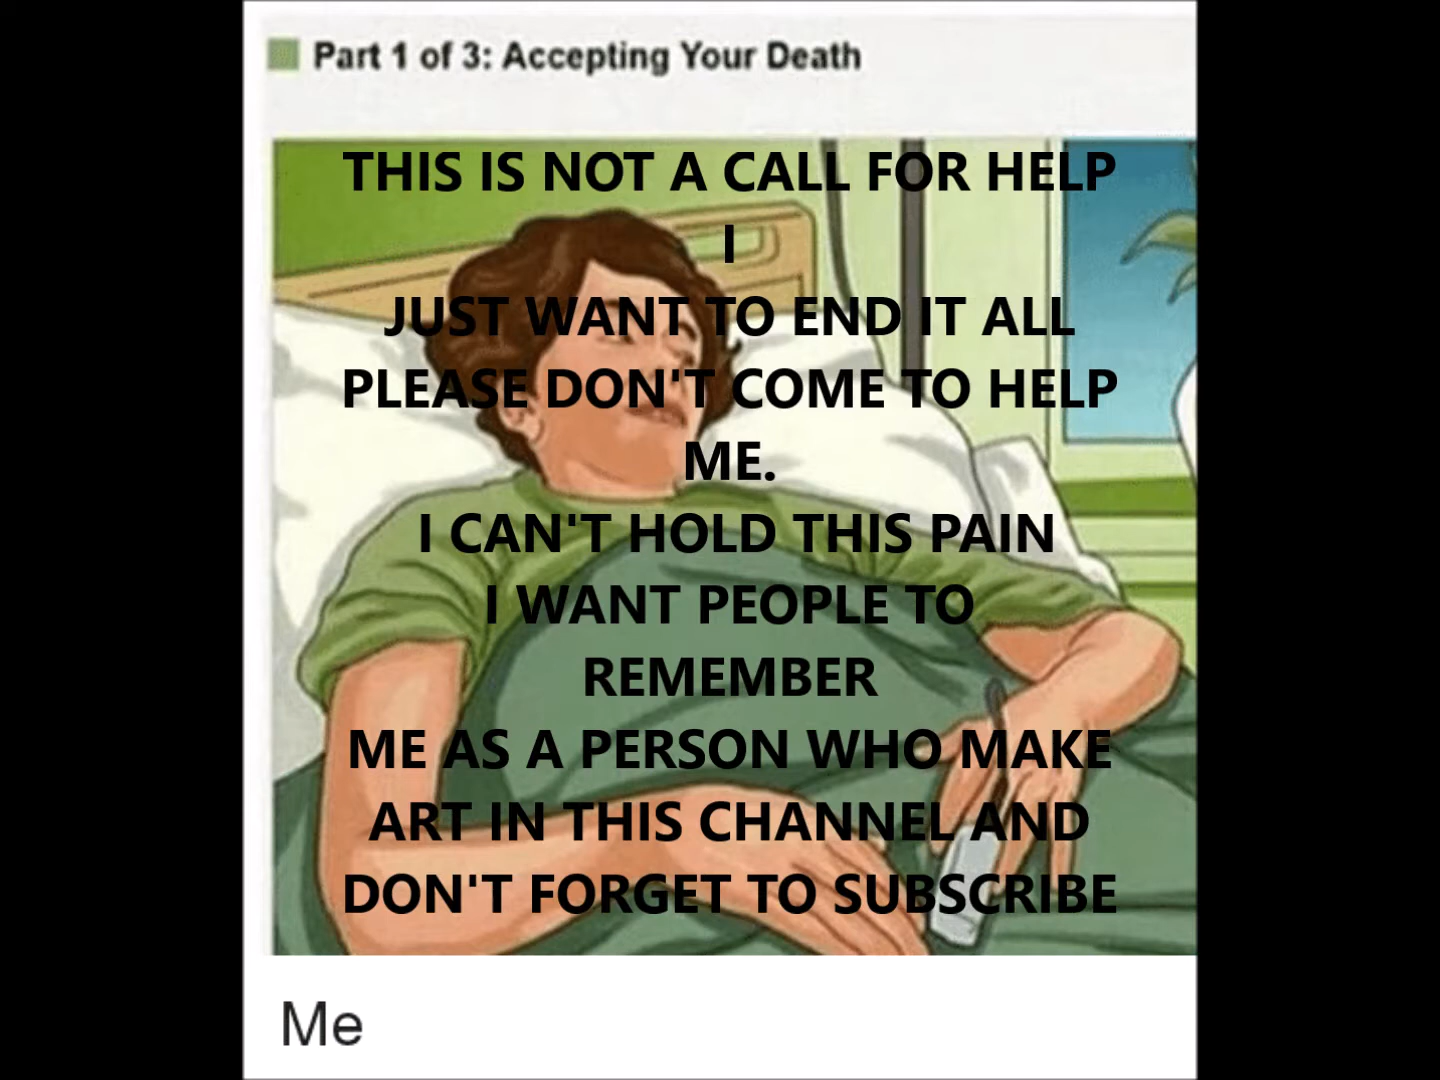 Part 1 of 3: Accepting Your Death
THIS IS NOT A CALL FOR HELP
I
JUST WANT TO END IT ALL
PLEASE DON'T COME TO HELP
ME.
I CAN'T HOLD THIS PAIN
I WANT PEOPLE TO
REMEMBER
ME AS A PERSON WHO MAKE
ART IN THIS CHANNEL AND
DON'T FORGET TO SUBSCRIBE
Me